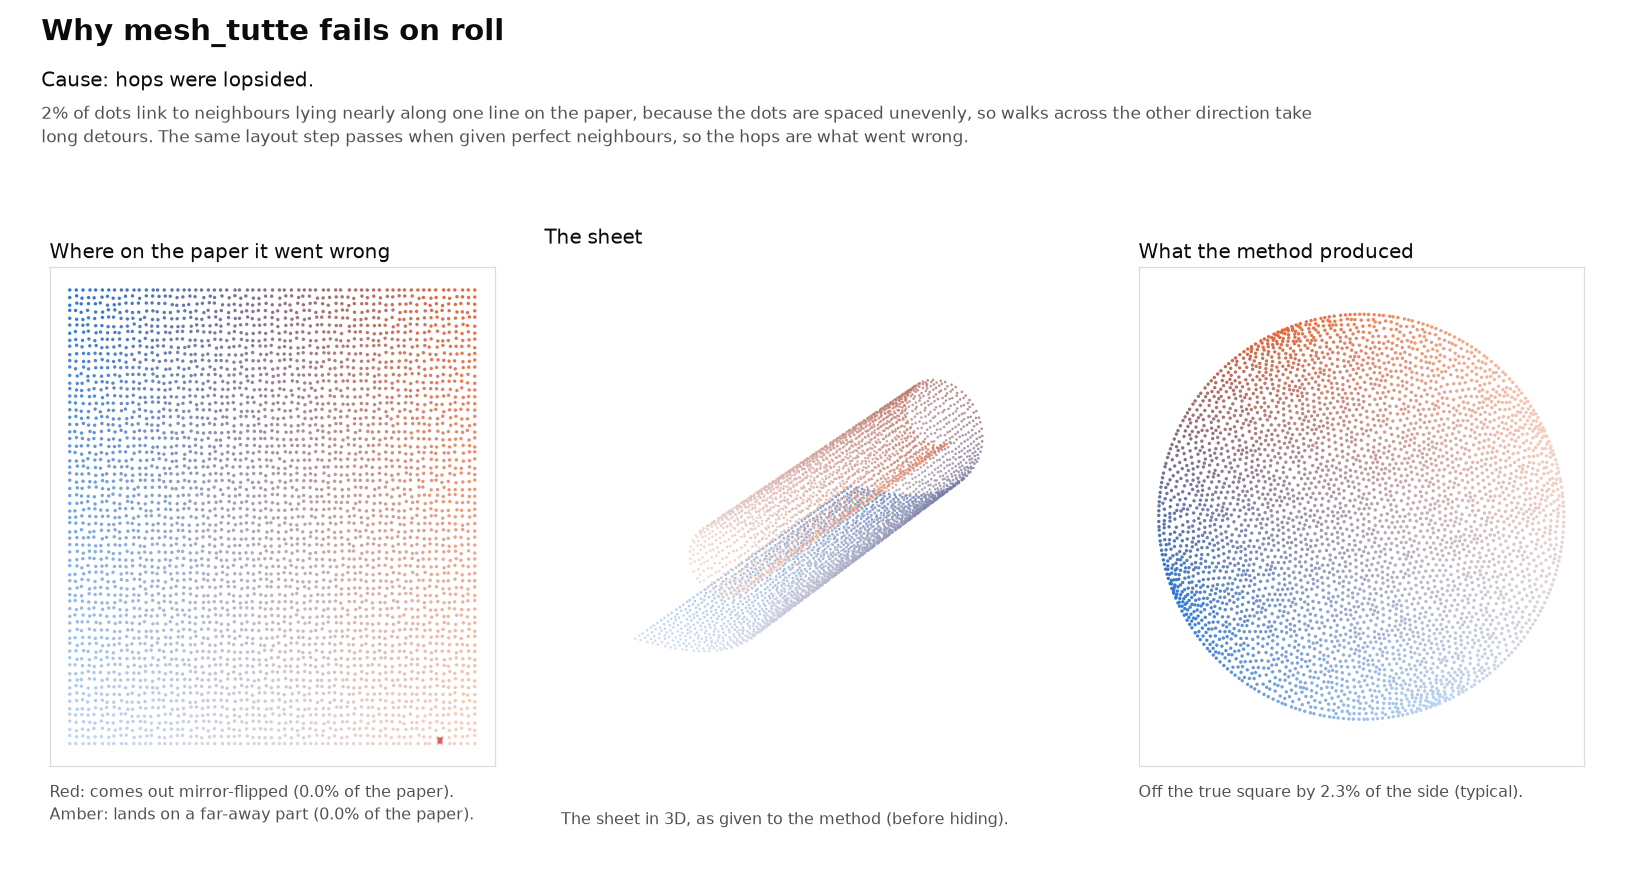 Why mesh_tutte fails on roll
Cause: hops were lopsided.
2% of dots link to neighbours lying nearly along one line on the paper, because the dots are spaced unevenly, so walks across the other direction take
long detours. The same layout step passes when given perfect neighbours, so the hops are what went wrong.
Where on the paper it went wrong
The sheet
What the method produced
Red: comes out mirror-flipped (0.0% of the paper).
Amber: lands on a far-away part (0.0% of the paper).
The sheet in 3D, as given to the method (before hiding).
Off the true square by 2.3% of the side (typical).